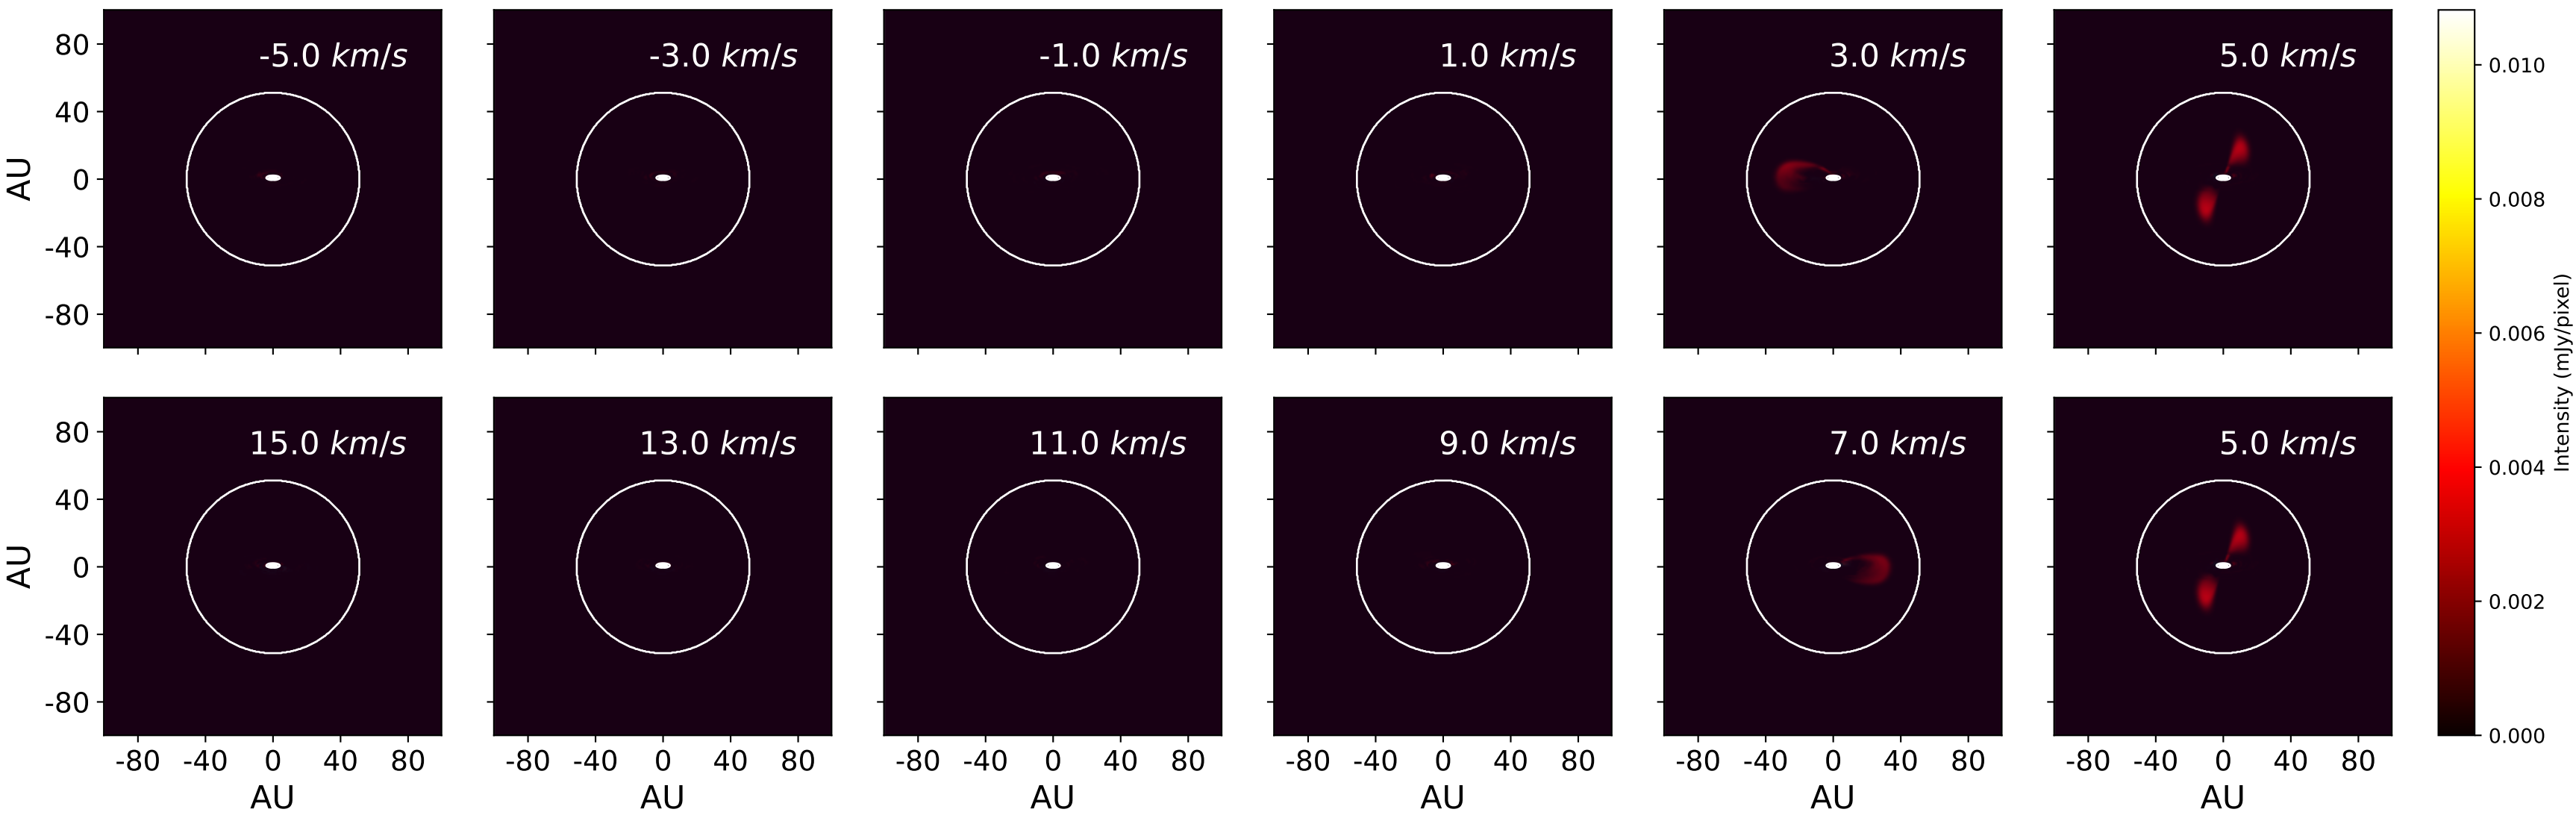 -5.0 km/s
-3.0 km/s
-1.0 km/s
1.0 km/s
3.0 km/s
5.0 km/s
AU
80
40
0
-40
-80
-80 -40 0 40 80
AU
-80 -40 0 40 80
AU
-80 -40 0 40 80
AU
-80 -40 0 40 80
AU
-80 -40 0 40 80
AU
-80 -40 0 40 80
AU
15.0 km/s
13.0 km/s
11.0 km/s
9.0 km/s
7.0 km/s
5.0 km/s
AU
80
40
0
-40
-80
0.010
0.008
0.006
0.004
0.002
0.000
Intensity (mJy/pixel)